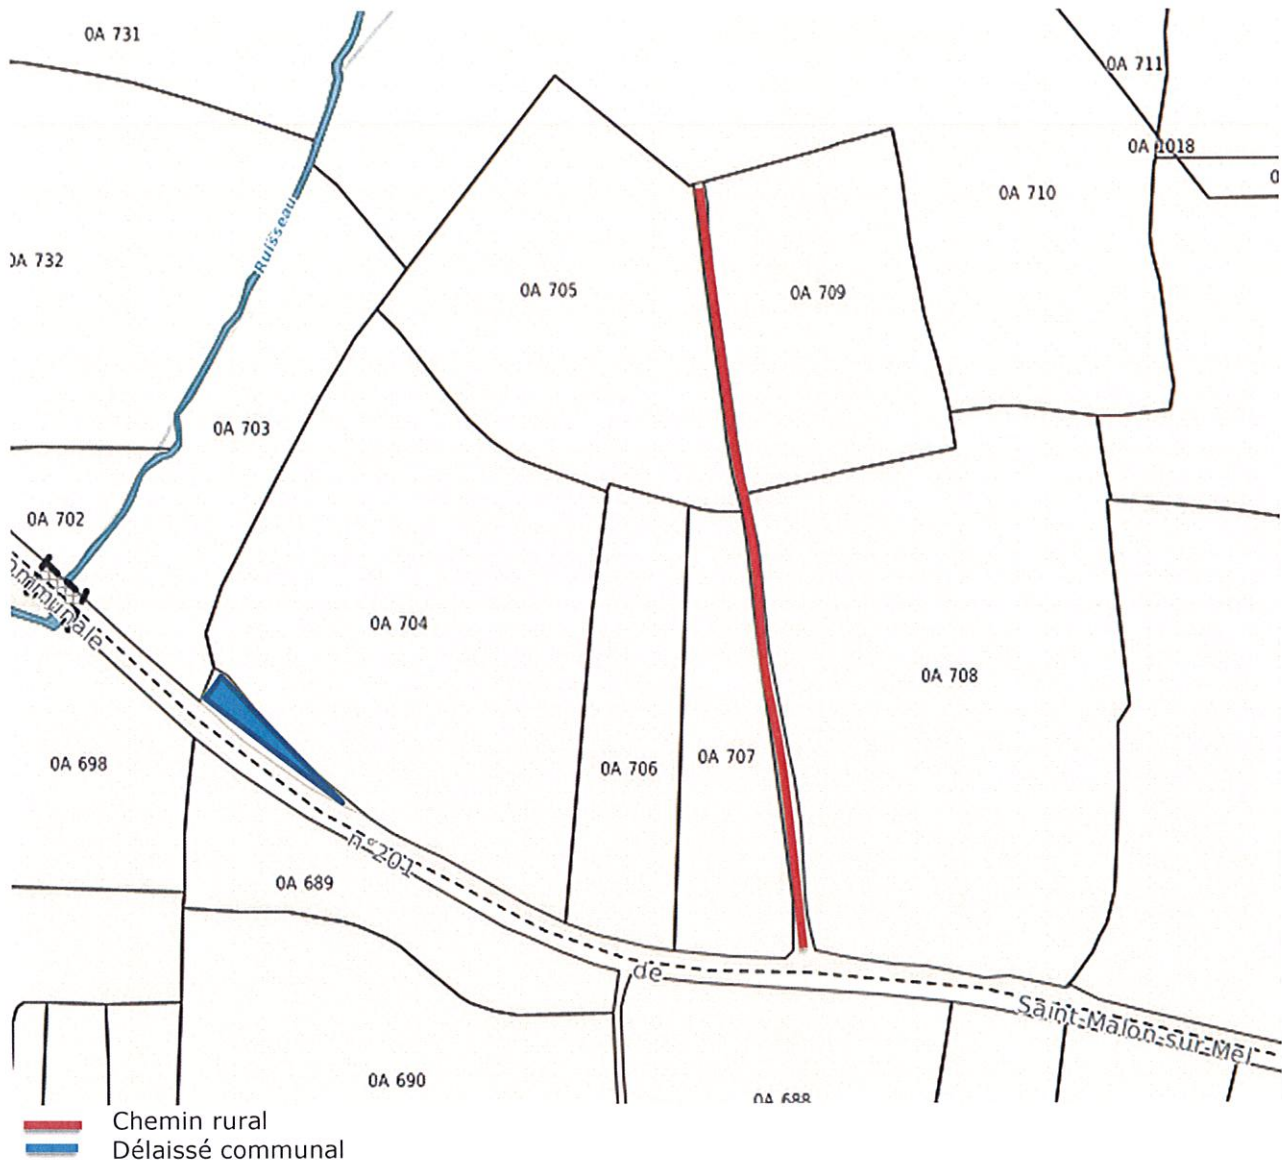 0A 731
0A 711
0A 1018
0
0A 710
Ruisseau
0A 732
0A 705
0A 709
0A 703
0A 702
ommunale
0A 704
0A 708
0A 698
0A 706
0A 707
n°201
0A 689
de
Saint-Malon-sur-Mel
0A 690
0A 688
Chemin rural
Délaissé communal